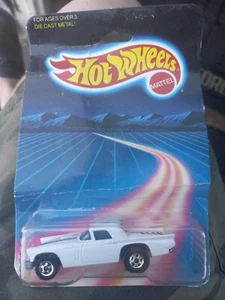 FOR AGES OVER 3
DIE CAST METAL!
Hot Wheels
MATTEL